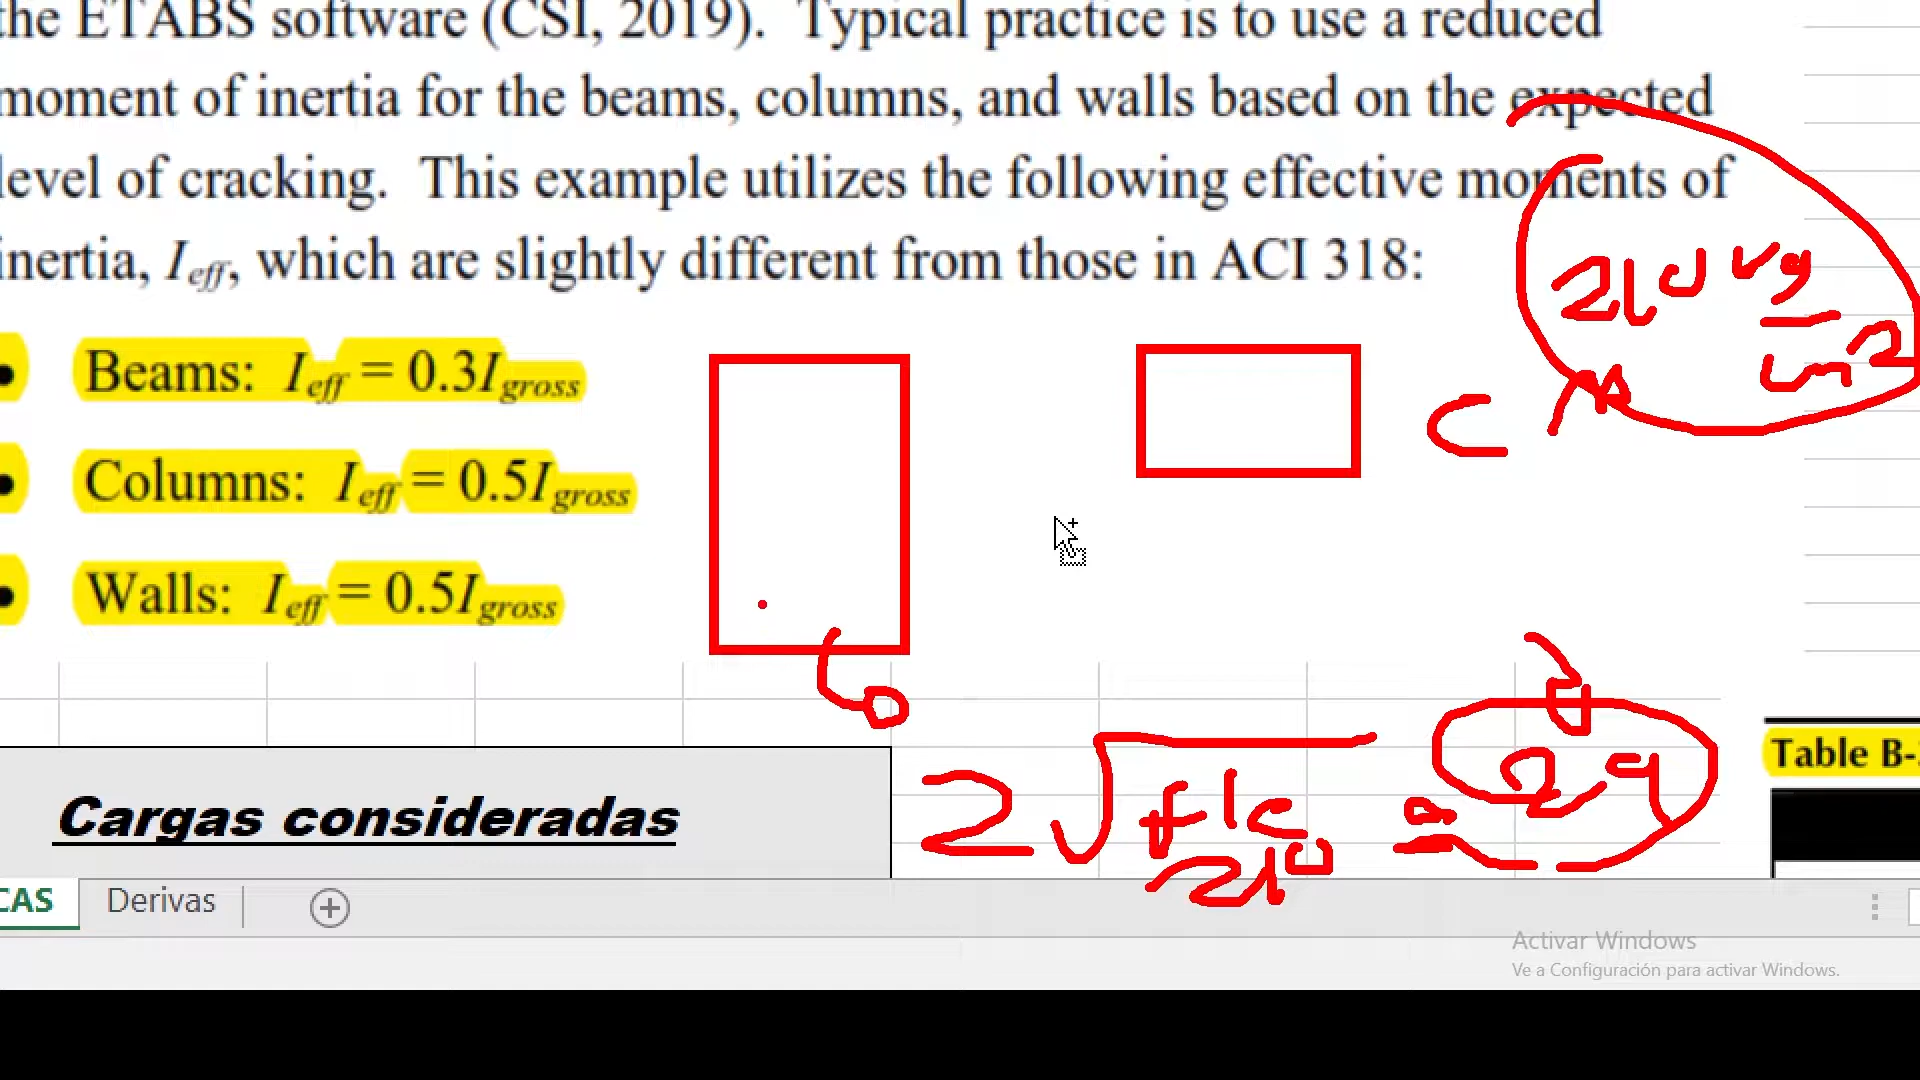 the ETABS software (CSI, 2019). Typical practice is to use a reduced
moment of inertia for the beams, columns, and walls based on the expected
level of cracking. This example utilizes the following effective moments of
inertia, Ieff, which are slightly different from those in ACI 318:
210 kg
cm2
• Beams: Ieff = 0.3Igross
• Columns: Ieff = 0.5Igross
• Walls: Ieff = 0.5Igross
2√f'c = 29
210
Table B-
Cargas consideradas
CAS
Derivas
Activar Windows
Ve a Configuración para activar Windows.